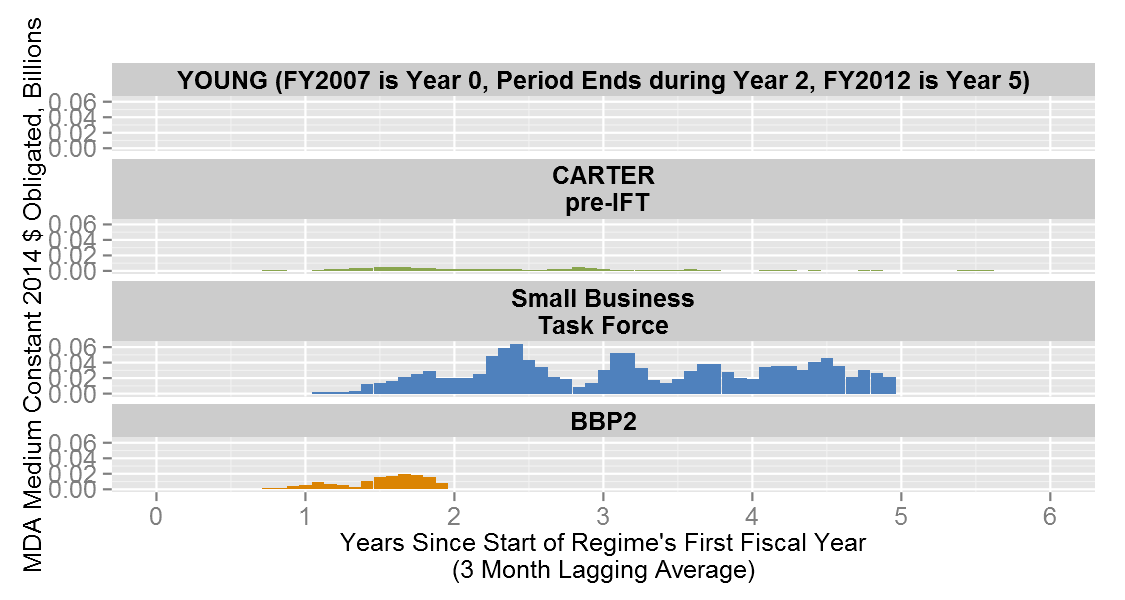 MDA Medium Constant 2014 $ Obligated, Billions
YOUNG (FY2007 is Year 0, Period Ends during Year 2, FY2012 is Year 5)
0.06
0.04
0.02
0.00
CARTER
pre-IFT
0.06
0.04
0.02
0.00
Small Business
Task Force
0.06
0.04
0.02
0.00
BBP2
0.06
0.04
0.02
0.00
0 1 2 3 4 5 6
Years Since Start of Regime's First Fiscal Year
(3 Month Lagging Average)